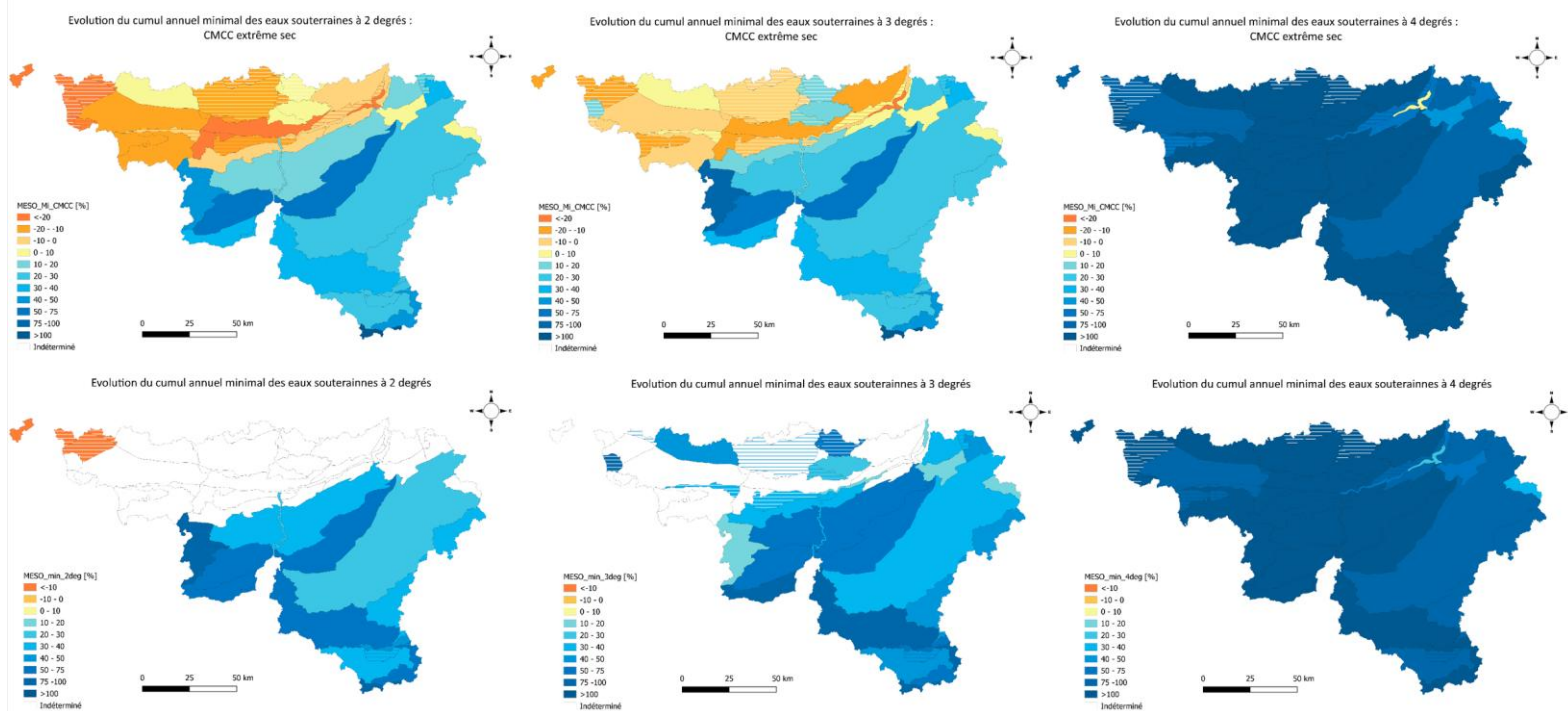 Evolution du cumul annuel minimal des eaux souterraines à 2 degrés :
CMCC extrême sec
N
W
E
S
MESO_Mi_CMCC [%]
<-20
-20 - -10
-10 - 0
0 - 10
10 - 20
20 - 30
30 - 40
40 - 50
50 - 75
75 -100
>100
Indéterminé
0 25 50 km
Evolution du cumul annuel minimal des eaux souterraines à 3 degrés :
CMCC extrême sec
N
W
E
S
MESO_Mi_CMCC [%]
<-20
-20 - -10
-10 - 0
0 - 10
10 - 20
20 - 30
30 - 40
40 - 50
50 - 75
75 -100
>100
Indéterminé
0 25 50 km
Evolution du cumul annuel minimal des eaux souterraines à 4 degrés :
CMCC extrême sec
N
W
E
S
MESO_Mi_CMCC [%]
<-20
-20 - -10
-10 - 0
0 - 10
10 - 20
20 - 30
30 - 40
40 - 50
50 - 75
75 -100
>100
Indéterminé
0 25 50 km
Evolution du cumul annuel minimal des eaux souterainnes à 2 degrés
N
W
E
S
MESO_min_2deg [%]
<-10
-10 - 0
0 - 10
10 - 20
20 - 30
30 - 40
40 - 50
50 - 75
75 -100
>100
Indéterminé
0 25 50 km
Evolution du cumul annuel minimal des eaux souterainnes à 3 degrés
N
W
E
S
MESO_min_3deg [%]
<-10
-10 - 0
0 - 10
10 - 20
20 - 30
30 - 40
40 - 50
50 - 75
75 -100
>100
Indéterminé
0 25 50 km
Evolution du cumul annuel minimal des eaux souterainnes à 4 degrés
N
W
E
S
MESO_min_4deg [%]
<-10
-10 - 0
0 - 10
10 - 20
20 - 30
30 - 40
40 - 50
50 - 75
75 -100
>100
Indéterminé
0 25 50 km